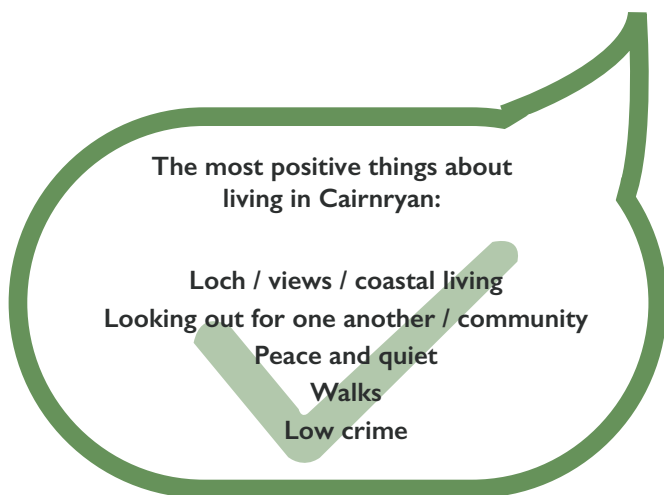 The most positive things about
living in Cairnryan:
Loch / views / coastal living
Looking out for one another / community
Peace and quiet
Walks
Low crime